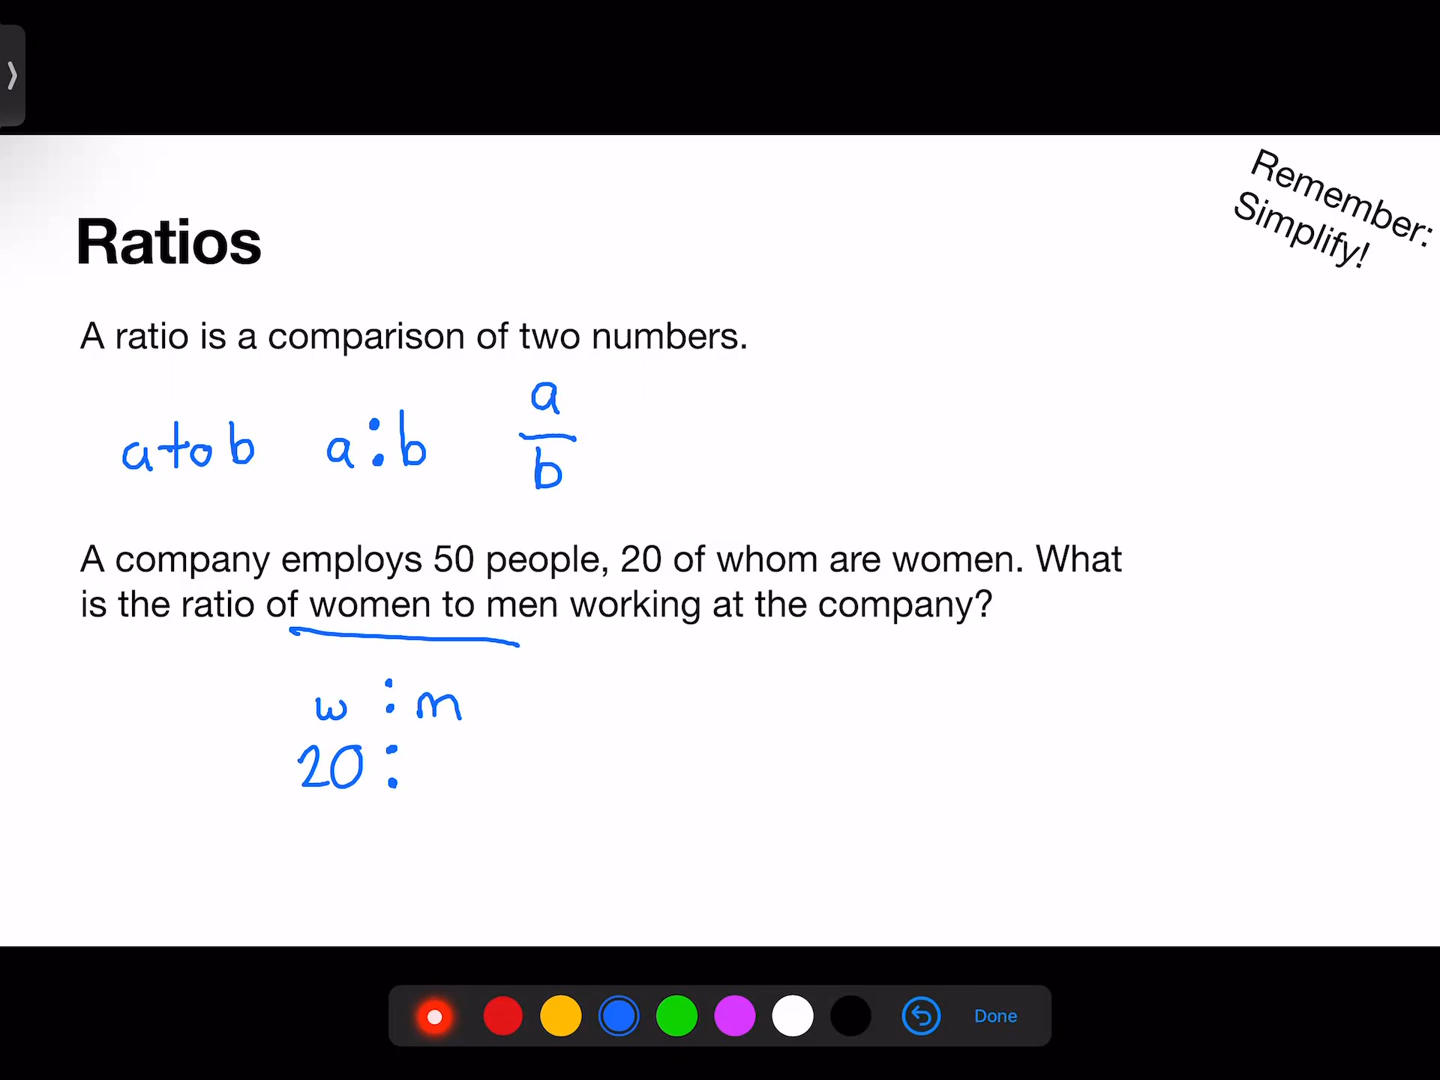 Remember:
Simplify!
Ratios
A ratio is a comparison of two numbers.
a to b a:b a/b
A company employs 50 people, 20 of whom are women. What
is the ratio of women to men working at the company?
w : m
20 :
Done